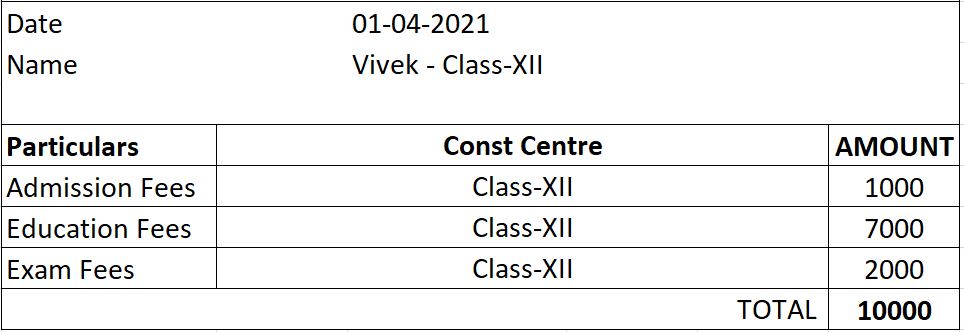 Date 01-04-2021
Name Vivek - Class-XII
Particulars Const Centre AMOUNT
Admission Fees Class-XII 1000
Education Fees Class-XII 7000
Exam Fees Class-XII 2000
TOTAL 10000